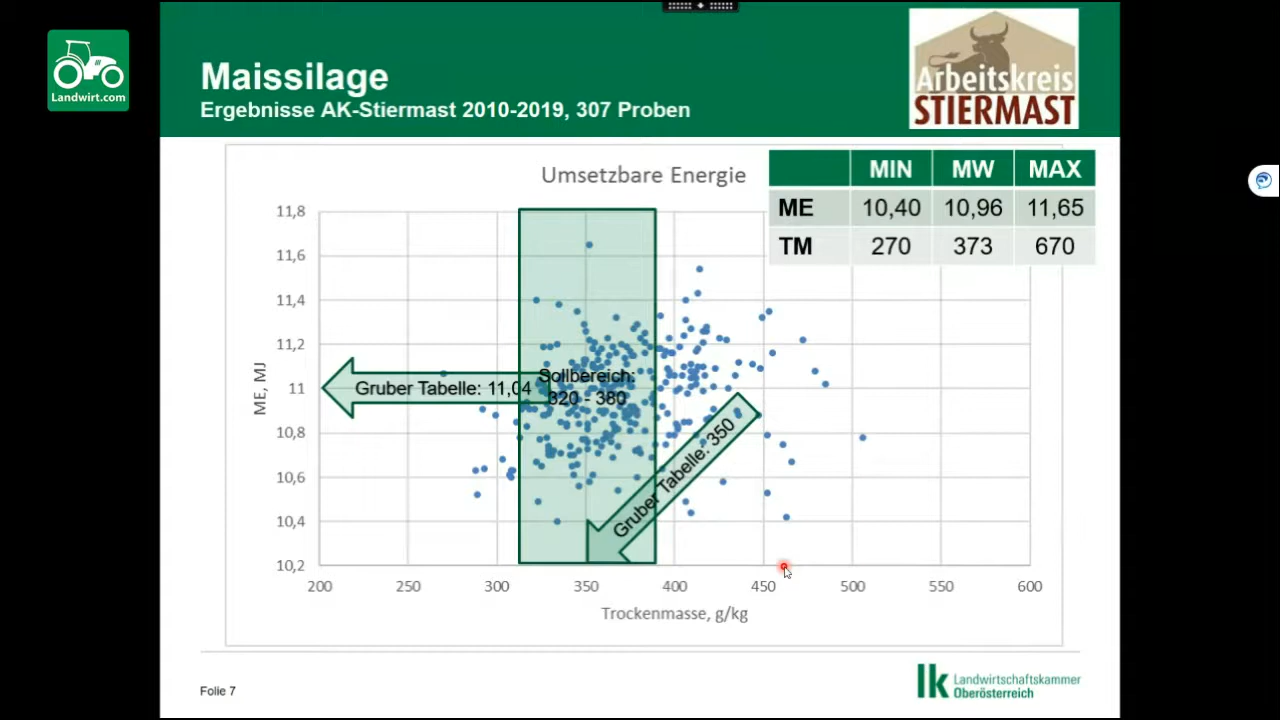 Landwirt.com
Maissilage
Ergebnisse AK-Stiermast 2010-2019, 307 Proben
Arbeitskreis
STIERMAST
Umsetzbare Energie
MIN MW MAX
ME 10,40 10,96 11,65
TM 270 373 670
ME, MJ
11,8
11,6
11,4
11,2
11
10,8
10,6
10,4
10,2
Gruber Tabelle: 11,04
Sollbereich:
320 - 380
Gruber Tabelle: 350
200 250 300 350 400 450 500 550 600
Trockenmasse, g/kg
Folie 7
lk Landwirtschaftskammer
Oberösterreich